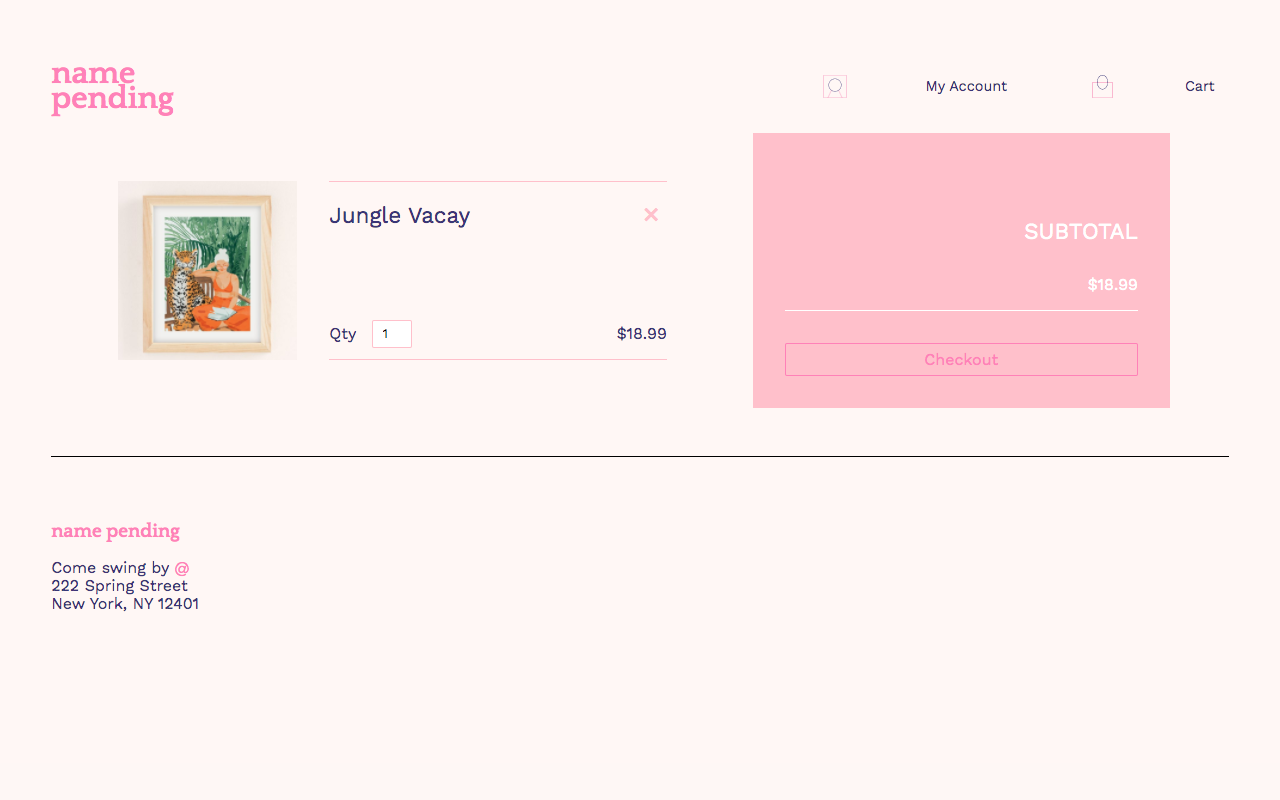 name
pending
My Account
Cart
Jungle Vacay
Qty 1 $18.99
SUBTOTAL
$18.99
Checkout
name pending
Come swing by @
222 Spring Street
New York, NY 12401